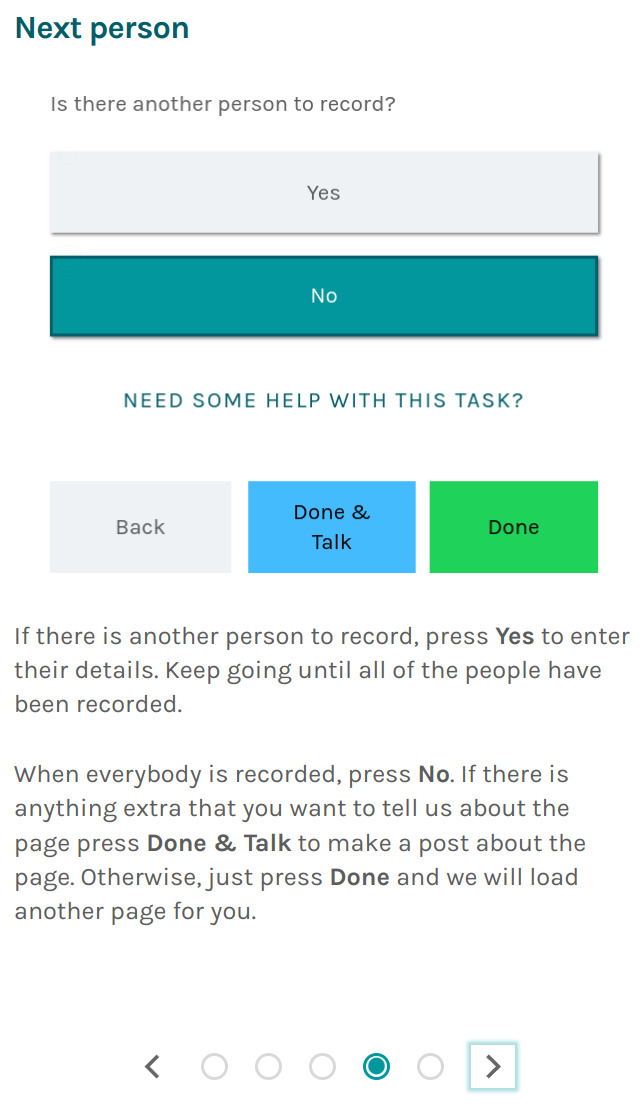 Next person
Is there another person to record?
Yes
No
NEED SOME HELP WITH THIS TASK?
Back
Done &
Talk
Done
If there is another person to record, press Yes to enter
their details. Keep going until all of the people have
been recorded.
When everybody is recorded, press No. If there is
anything extra that you want to tell us about the
page press Done & Talk to make a post about the
page. Otherwise, just press Done and we will load
another page for you.